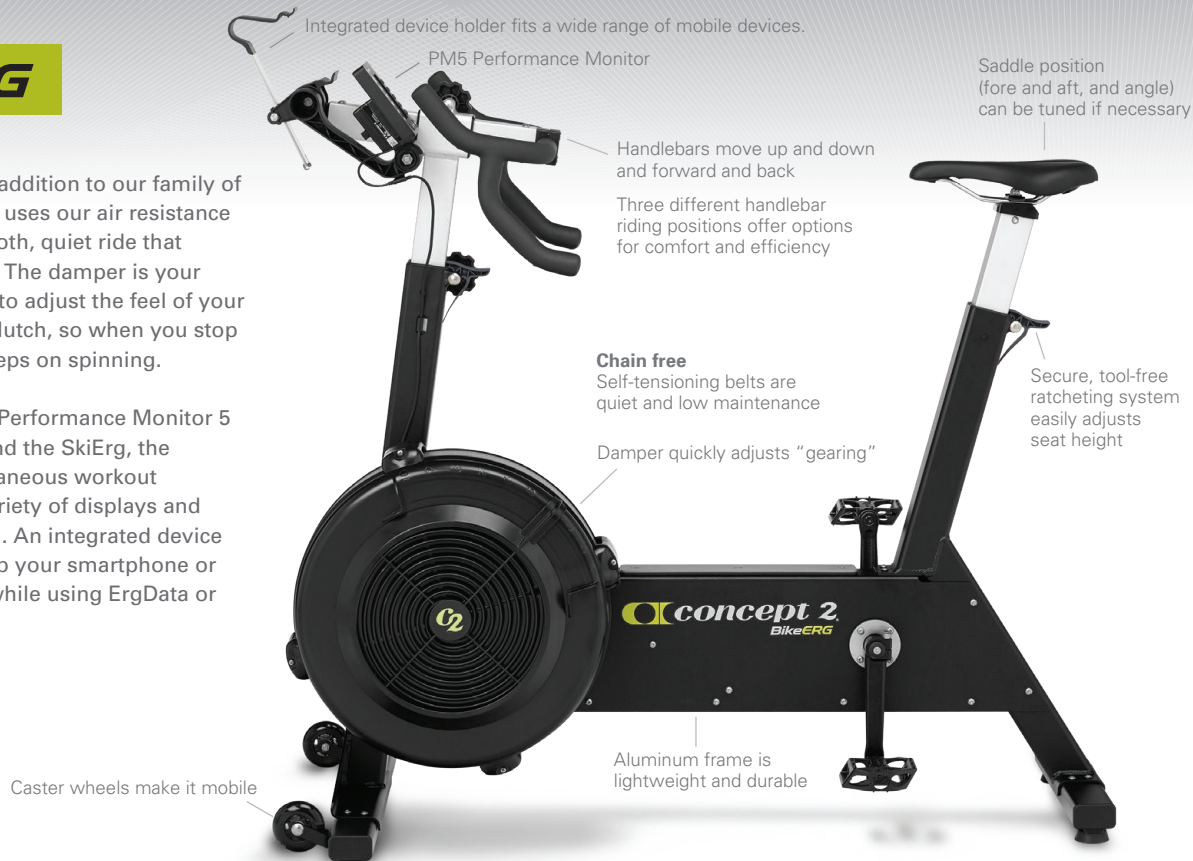 Integrated device holder fits a wide range of mobile devices.
PM5 Performance Monitor
Saddle position
(fore and aft, and angle)
can be tuned if necessary
Handlebars move up and down
and forward and back
Three different handlebar
riding positions offer options
for comfort and efficiency
G
addition to our family of
uses our air resistance
oth, quiet ride that
. The damper is your
to adjust the feel of your
lutch, so when you stop
eps on spinning.
Performance Monitor 5
nd the SkiErg, the
aneous workout
riety of displays and
. An integrated device
p your smartphone or
while using ErgData or
Chain free
Self-tensioning belts are
quiet and low maintenance
Damper quickly adjusts “gearing”
Secure, tool-free
ratcheting system
easily adjusts
seat height
C2
concept 2
BikeERG
Aluminum frame is
lightweight and durable
Caster wheels make it mobile